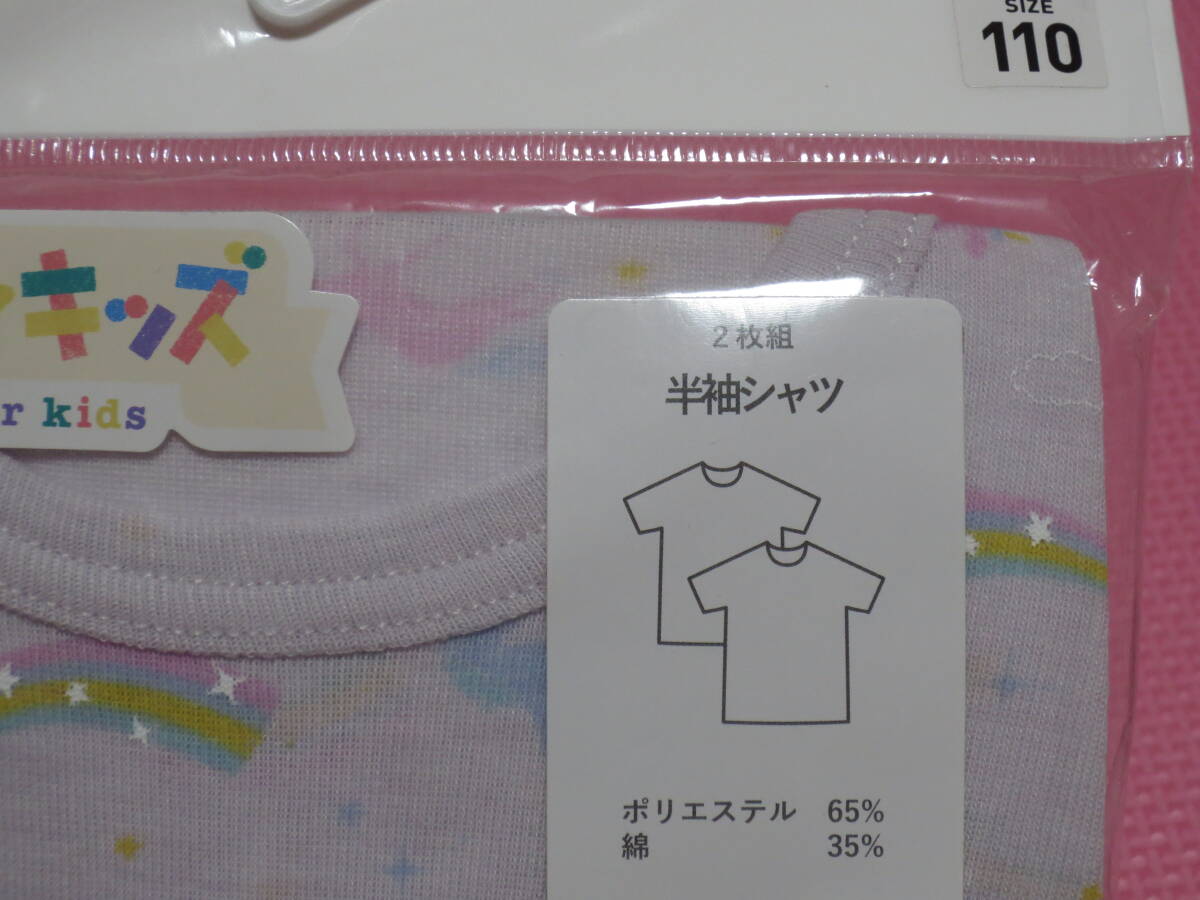 SIZE
110
キッズ
r kids
2枚組
半袖シャツ
ポリエステル 65%
綿 35%